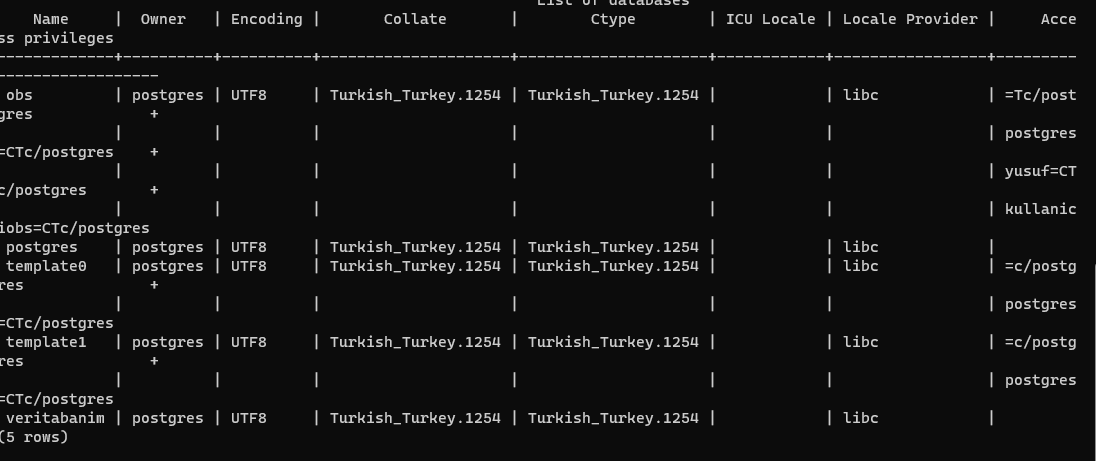 List of databases
Name | Owner | Encoding | Collate | Ctype | ICU Locale | Locale Provider | Acce
ss privileges
-------------+----------+----------+---------------------+---------------------+------------+-----------------+---------
------------------
obs | postgres | UTF8 | Turkish_Turkey.1254 | Turkish_Turkey.1254 | | libc | =Tc/post
gres +
| | | | | | | postgres
=CTc/postgres +
| | | | | | | yusuf=CT
c/postgres +
| | | | | | | kullanic
iobs=CTc/postgres
postgres | postgres | UTF8 | Turkish_Turkey.1254 | Turkish_Turkey.1254 | | libc |
template0 | postgres | UTF8 | Turkish_Turkey.1254 | Turkish_Turkey.1254 | | libc | =c/postg
res +
| | | | | | | postgres
=CTc/postgres
template1 | postgres | UTF8 | Turkish_Turkey.1254 | Turkish_Turkey.1254 | | libc | =c/postg
res +
| | | | | | | postgres
=CTc/postgres
veritabanim | postgres | UTF8 | Turkish_Turkey.1254 | Turkish_Turkey.1254 | | libc |
(5 rows)